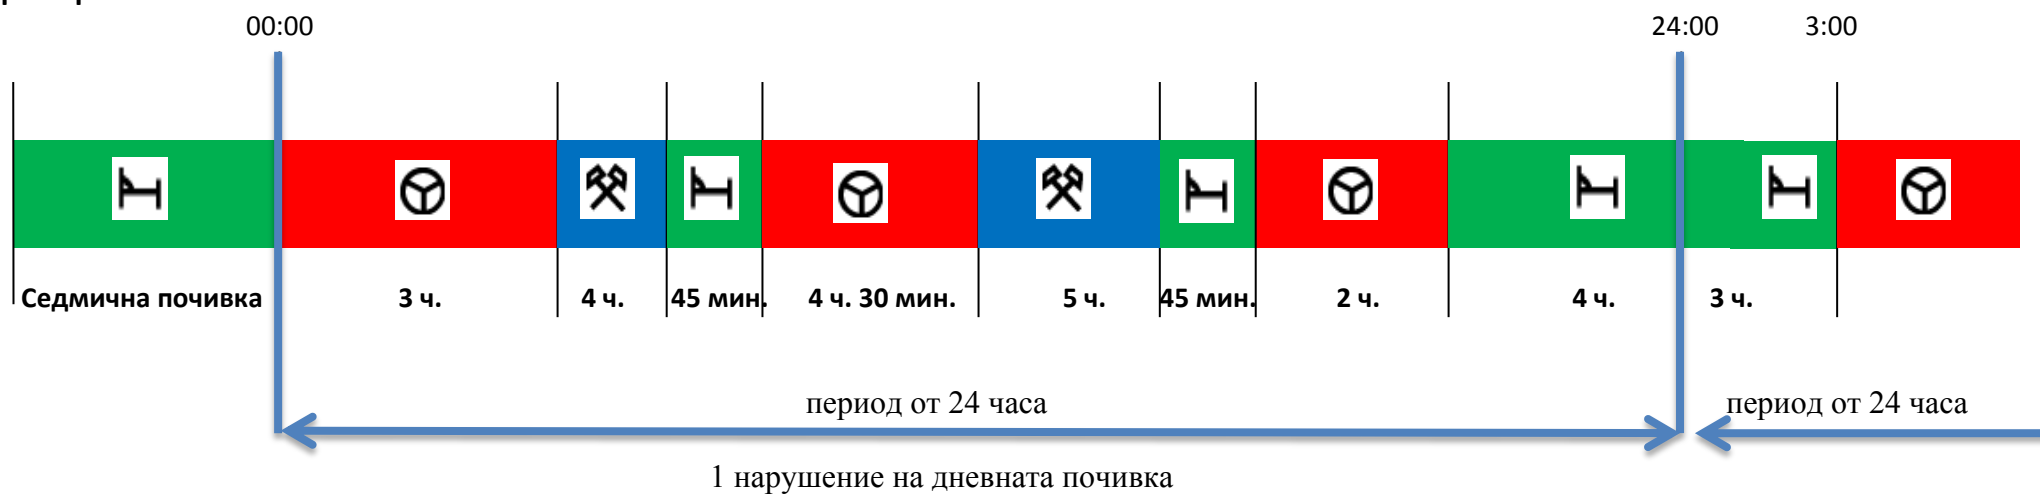 00:00 24:00 3:00
Седмична почивка 3 ч. 4 ч. 45 мин. 4 ч. 30 мин. 5 ч. 45 мин. 2 ч. 4 ч. 3 ч.
период от 24 часа период от 24 часа
1 нарушение на дневната почивка